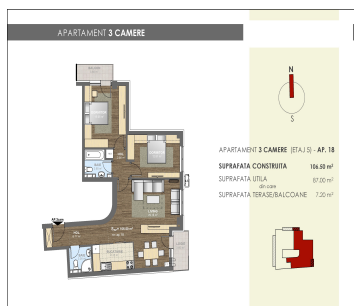 APARTAMENT 3 CAMERE
N
S
APARTAMENT 3 CAMERE (ETAJ 5) - AP. 18
SUPRAFATA CONSTRUITA 106.50 m²
SUPRAFATA UTILA 87.00 m²
din care
SUPRAFATA TERASE/BALCOANE 7.20 m²